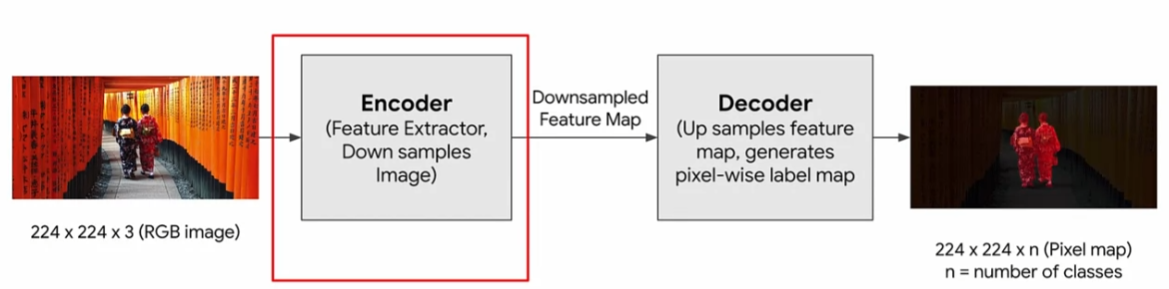 Encoder
(Feature Extractor,
Down samples
Image)
Downsampled
Feature Map
Decoder
(Up samples feature
map, generates
pixel-wise label map
224 x 224 x 3 (RGB image)
224 x 224 x n (Pixel map)
n = number of classes